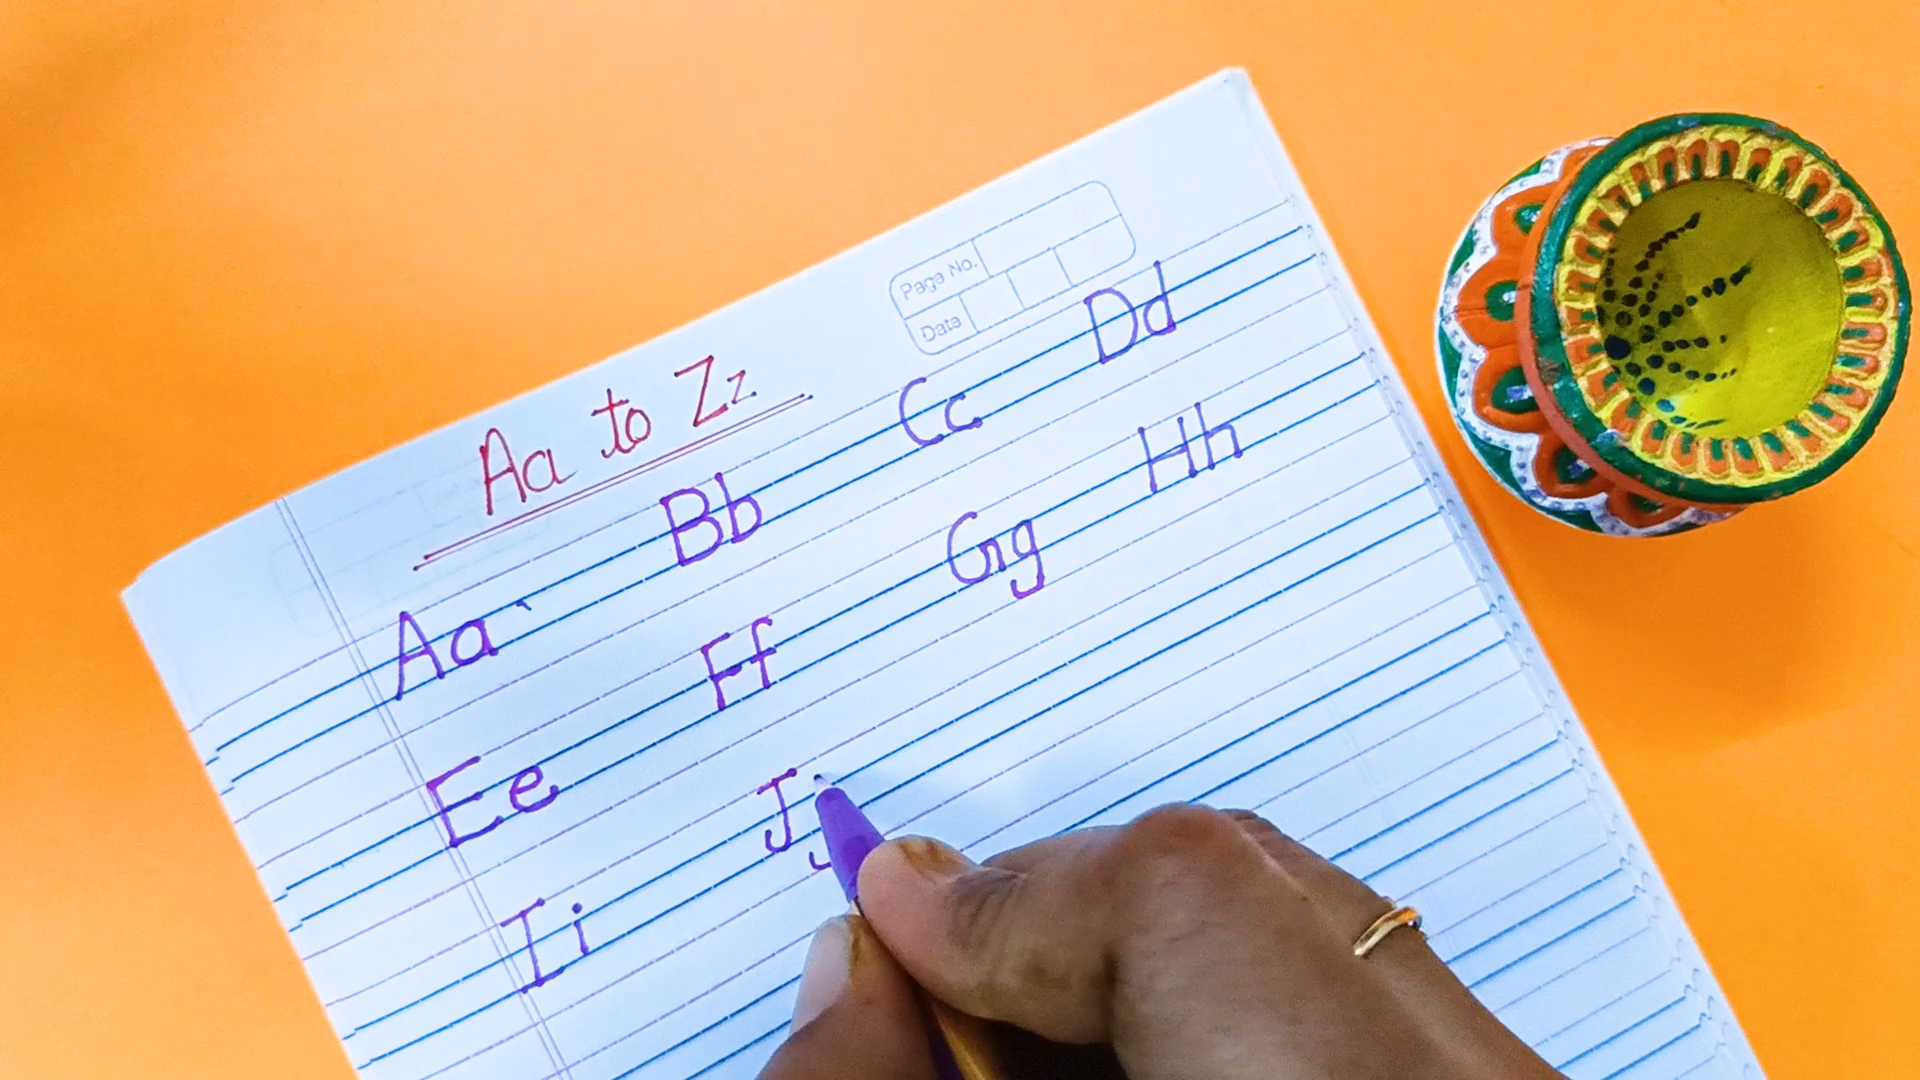 Page No.
Date
Aa to Zz
Aa Bb Cc Dd
Ee Ff Gg Hh
Ii Jj